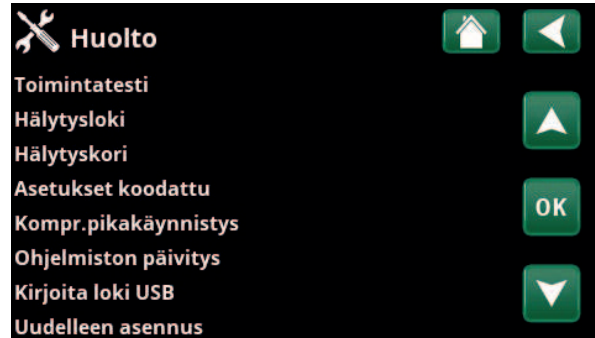 Huolto
Toimintatesti
Hälytysloki
Hälytyskori
Asetukset koodattu
OK
Kompr.pikakäynnistys
Ohjelmiston päivitys
Kirjoita loki USB
Uudelleen asennus